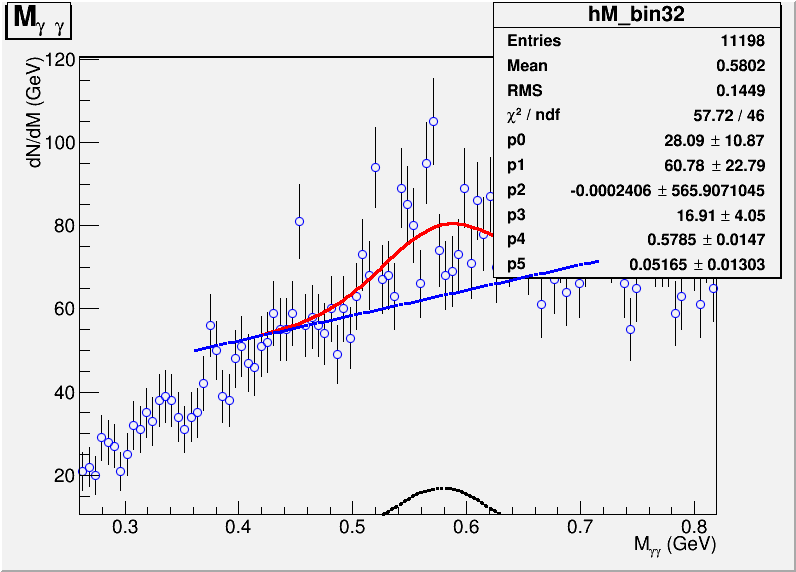 Mγ γ
hM_bin32
Entries 11198
Mean 0.5802
RMS 0.1449
χ² / ndf 57.72 / 46
p0 28.09 ± 10.87
p1 60.78 ± 22.79
p2 -0.0002406 ± 565.9071045
p3 16.91 ± 4.05
p4 0.5785 ± 0.0147
p5 0.05165 ± 0.01303
dN/dM (GeV)
120
100
80
60
40
20
0.3 0.4 0.5 0.6 0.7 0.8
Mγγ (GeV)